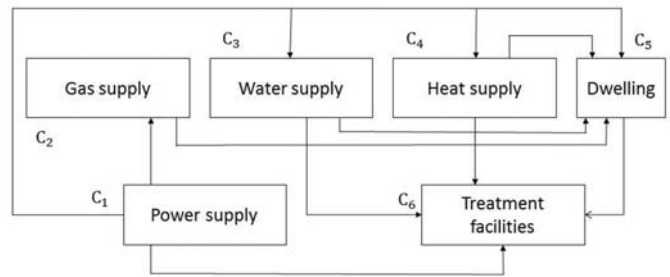 C₃
C₄
C₅
Gas supply
Water supply
Heat supply
Dwelling
C₂
C₁
Power supply
C₆
Treatment
facilities